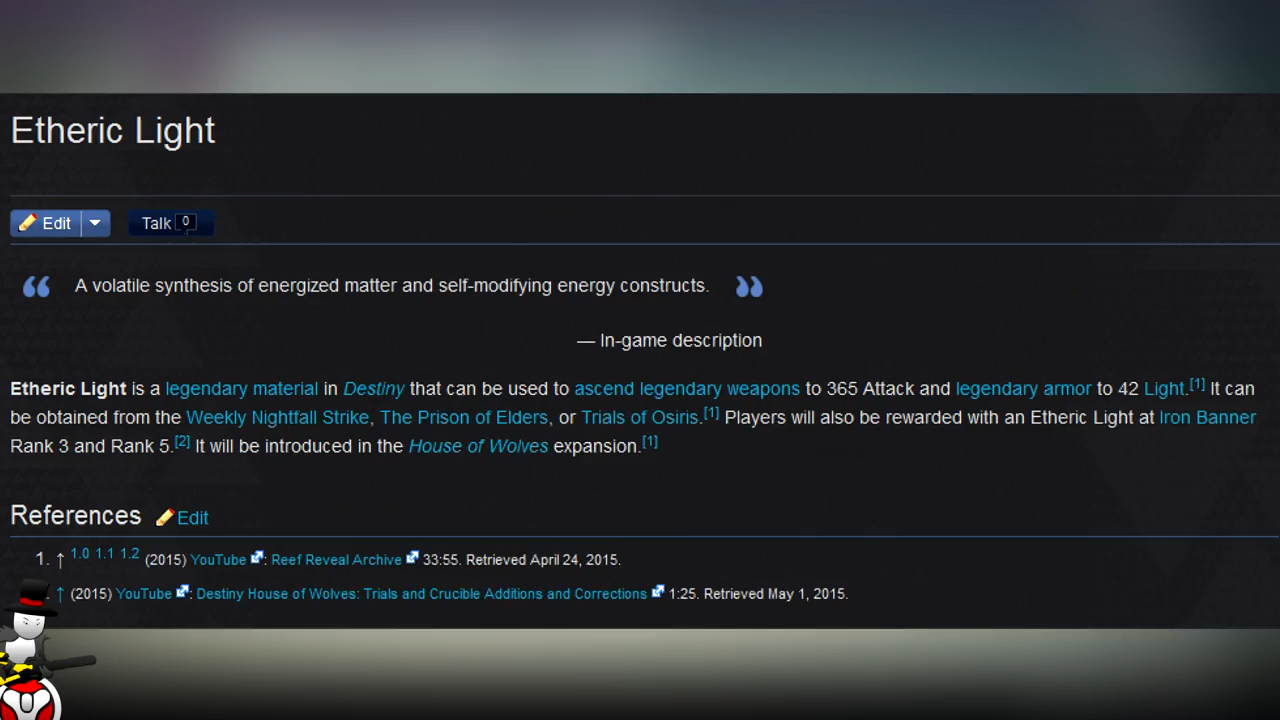 Etheric Light
Edit
Talk 0
“ A volatile synthesis of energized matter and self-modifying energy constructs. ”
— In-game description
Etheric Light is a legendary material in Destiny that can be used to ascend legendary weapons to 365 Attack and legendary armor to 42 Light.[1] It can
be obtained from the Weekly Nightfall Strike, The Prison of Elders, or Trials of Osiris.[1] Players will also be rewarded with an Etheric Light at Iron Banner
Rank 3 and Rank 5.[2] It will be introduced in the House of Wolves expansion.[1]
References Edit
1. ↑ 1.0 1.1 1.2 (2015) YouTube : Reef Reveal Archive 33:55. Retrieved April 24, 2015.
↑ (2015) YouTube : Destiny House of Wolves: Trials and Crucible Additions and Corrections 1:25. Retrieved May 1, 2015.